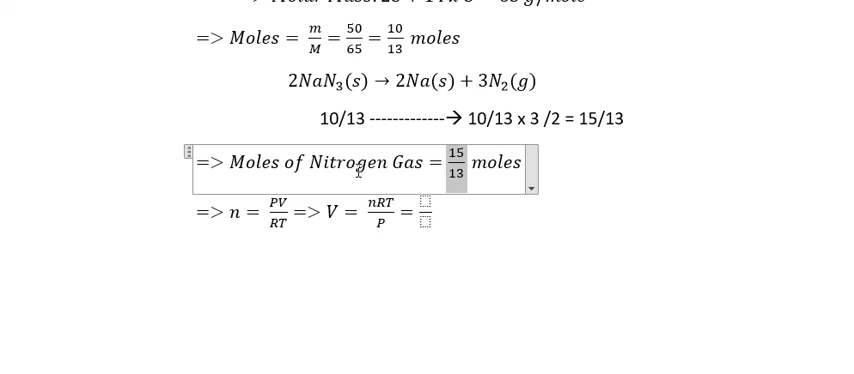 => Moles = m/M = 50/65 = 10/13 moles
2NaN₃(s) → 2Na(s) + 3N₂(g)
10/13 -------------→ 10/13 x 3 /2 = 15/13
=> Moles of Nitrogen Gas = 15/13 moles
=> n = PV/RT => V = nRT/P =